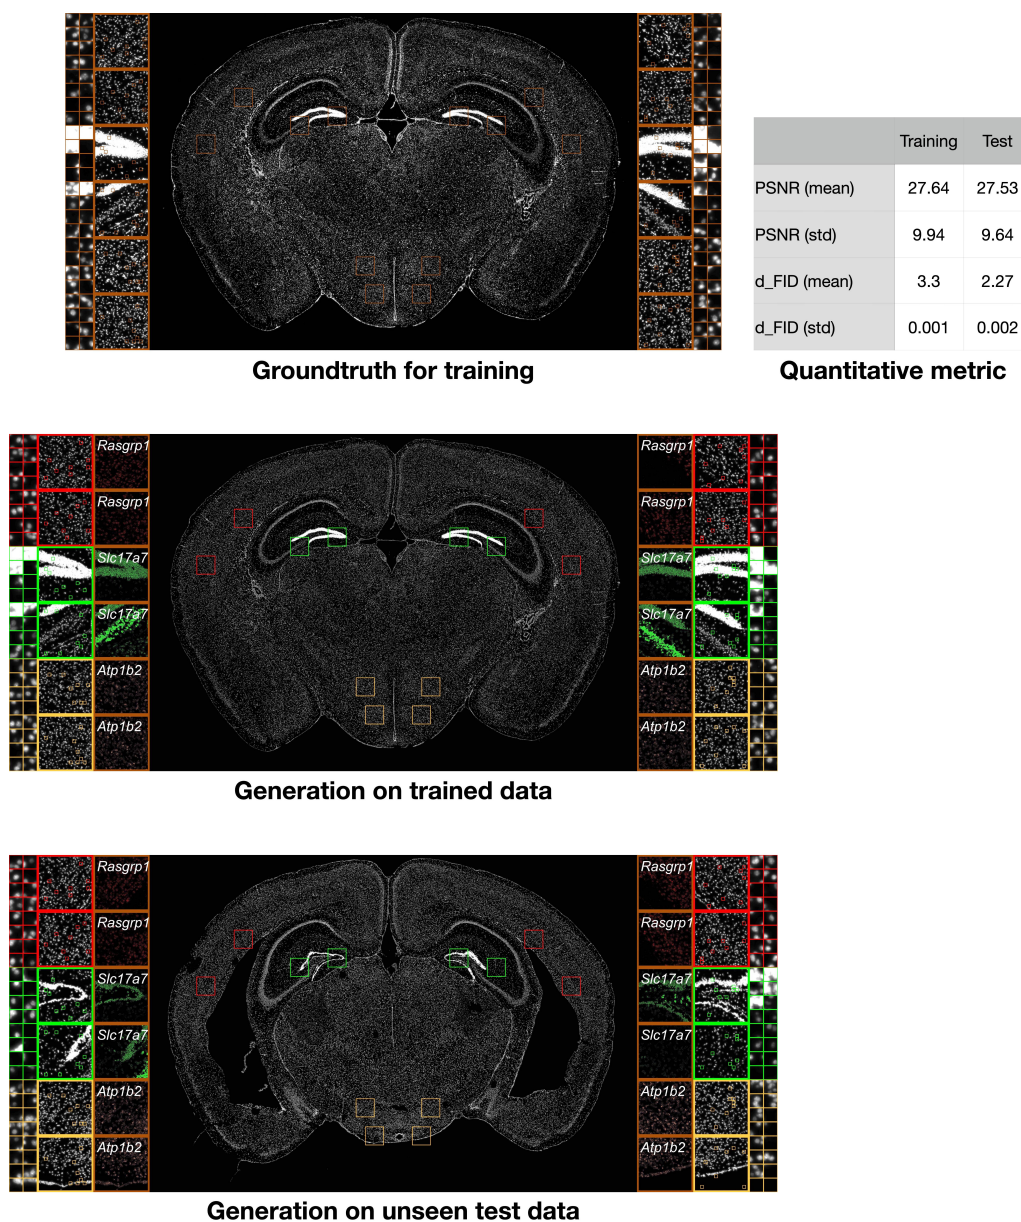 Training Test
PSNR (mean) 27.64 27.53
PSNR (std) 9.94 9.64
d_FID (mean) 3.3 2.27
d_FID (std) 0.001 0.002
Groundtruth for training
Quantitative metric
Rasgrp1 Rasgrp1
Rasgrp1 Rasgrp1
Slc17a7 Slc17a7
Slc17a7 Slc17a7
Atp1b2 Atp1b2
Atp1b2 Atp1b2
Generation on trained data
Rasgrp1 Rasgrp1
Rasgrp1 Rasgrp1
Slc17a7 Slc17a7
Slc17a7 Slc17a7
Atp1b2 Atp1b2
Atp1b2 Atp1b2
Generation on unseen test data